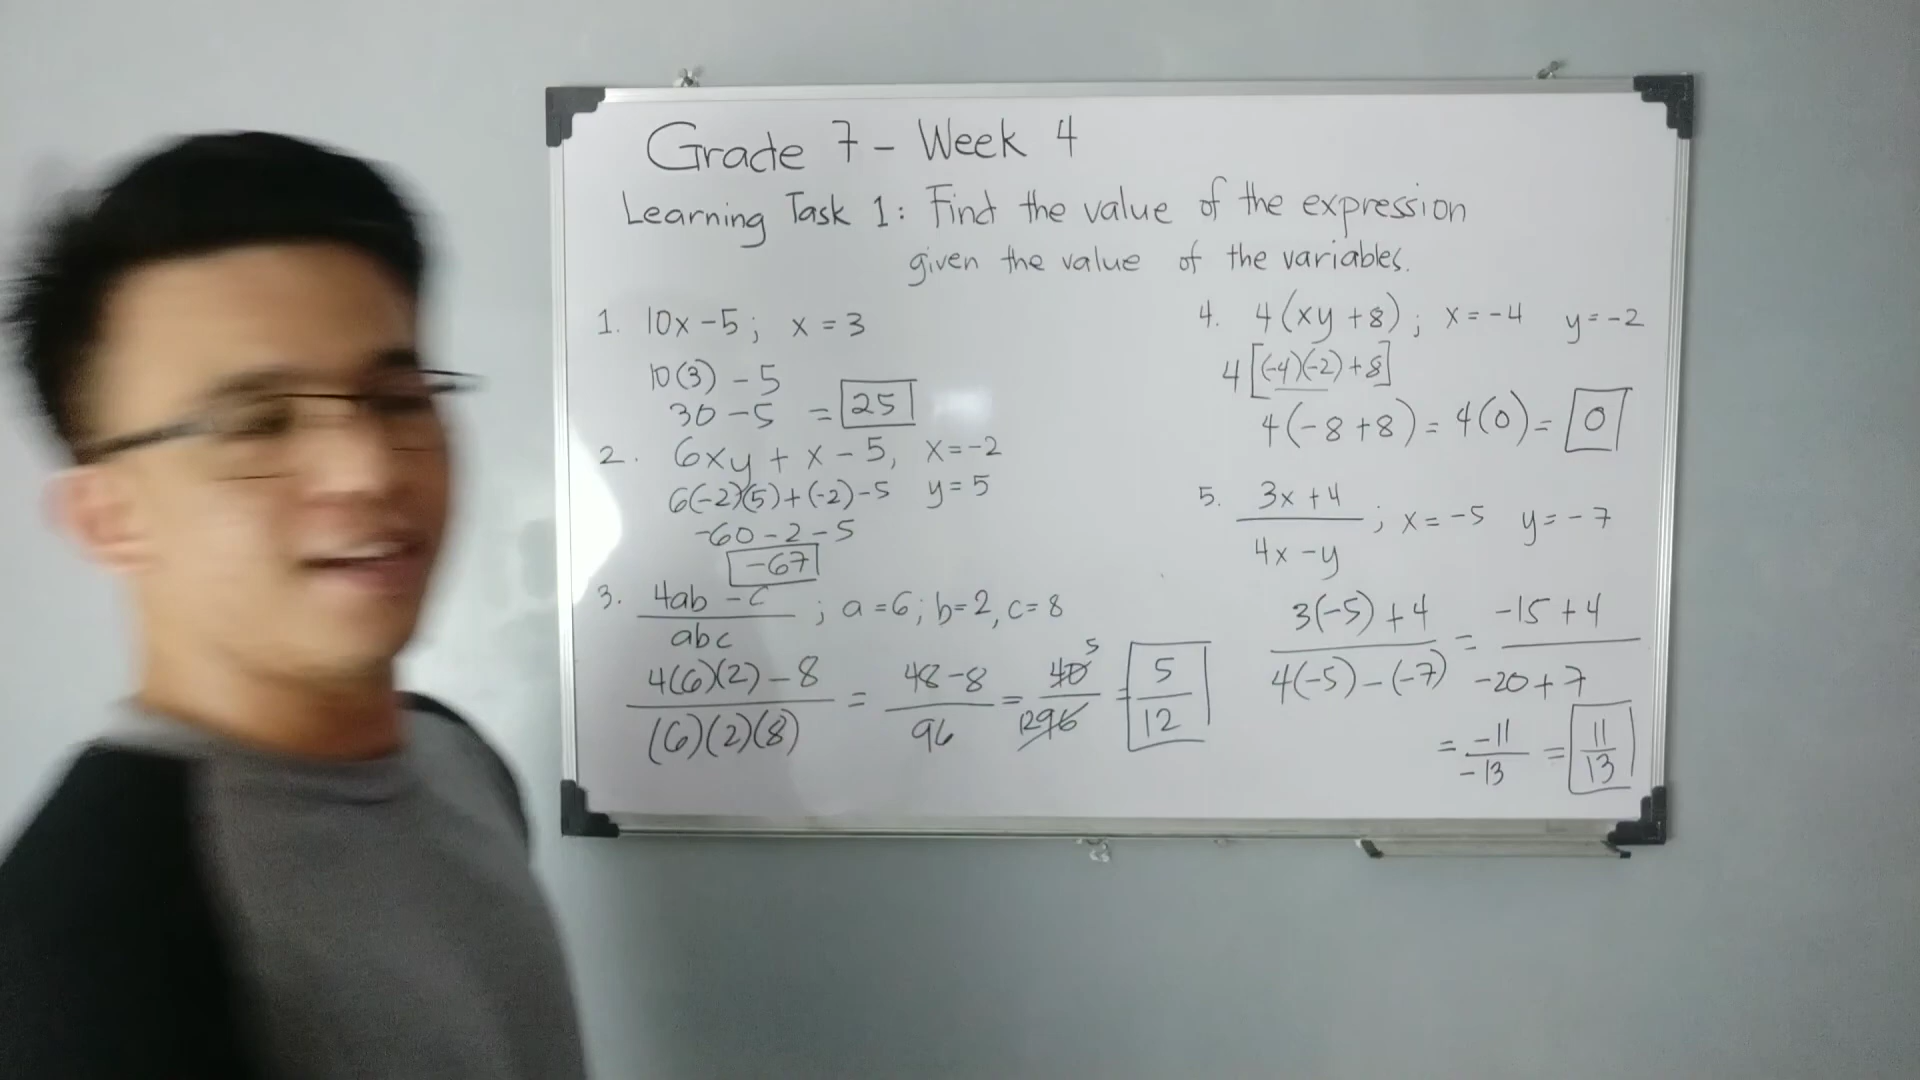 Grade 7 - Week 4
Learning Task 1: Find the value of the expression
given the value of the variables.
1. 10x - 5; x = 3
10(3) - 5
30 - 5 = 25
2. 6xy + x - 5, x = -2
6(-2)(5) + (-2) - 5 y = 5
-60 - 2 - 5
-67
3. 4ab - c
abc ; a = 6; b = 2, c = 8
4(6)(2) - 8 / (6)(2)(8) = 48 - 8 / 96 = 40 5 / 12 96 = 5 / 12
4. 4(xy + 8); x = -4 y = -2
4[(-4)(-2) + 8]
4(-8 + 8) = 4(0) = 0
5. 3x + 4 / 4x - y ; x = -5 y = -7
3(-5) + 4 / 4(-5) - (-7) = -15 + 4 / -20 + 7
= -11 / -13 = 11 / 13